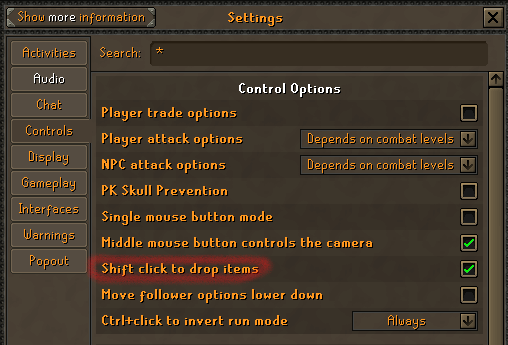 Show more information
Settings
Activities
Audio
Chat
Controls
Display
Gameplay
Interfaces
Warnings
Popout
Search: *
Control Options
Player trade options
Player attack options Depends on combat levels
NPC attack options Depends on combat levels
PK Skull Prevention
Single mouse button mode
Middle mouse button controls the camera
Shift click to drop items
Move follower options lower down
Ctrl+click to invert run mode Always